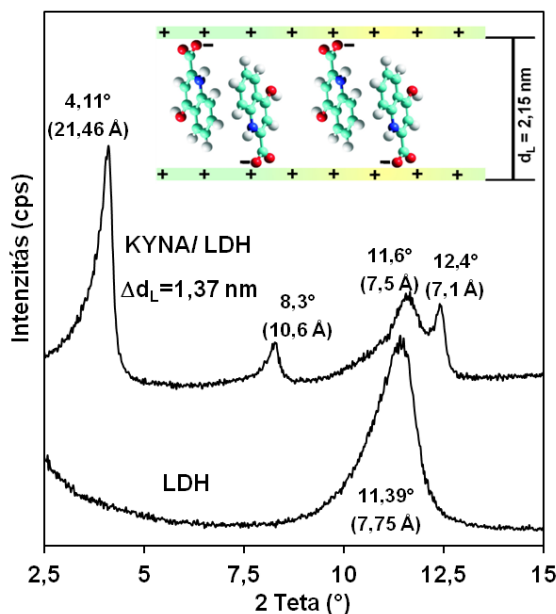 + + + + + + + +
− −
− −
+ + + + + + + +
d_L = 2,15 nm
4,11°
(21,46 Å)
KYNA/ LDH
Δd_L=1,37 nm
8,3°
(10,6 Å)
11,6°
(7,5 Å)
12,4°
(7,1 Å)
LDH
11,39°
(7,75 Å)
Intenzitás (cps)
2,5 5 7,5 10 12,5 15
2 Teta (°)